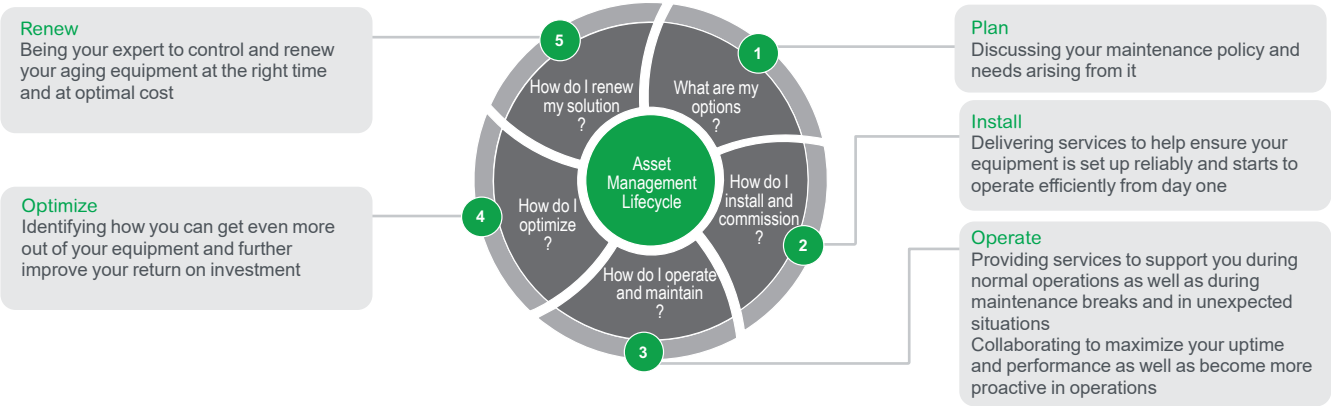 Renew
Being your expert to control and renew
your aging equipment at the right time
and at optimal cost
Optimize
Identifying how you can get even more
out of your equipment and further
improve your return on investment
5
How do I renew
my solution
?
1
What are my
options
?
Asset
Management
Lifecycle
How do I
install and
commission
?
2
4
How do I
optimize
?
How do I operate
and maintain
?
3
Plan
Discussing your maintenance policy and
needs arising from it
Install
Delivering services to help ensure your
equipment is set up reliably and starts to
operate efficiently from day one
Operate
Providing services to support you during
normal operations as well as during
maintenance breaks and in unexpected
situations
Collaborating to maximize your uptime
and performance as well as become more
proactive in operations